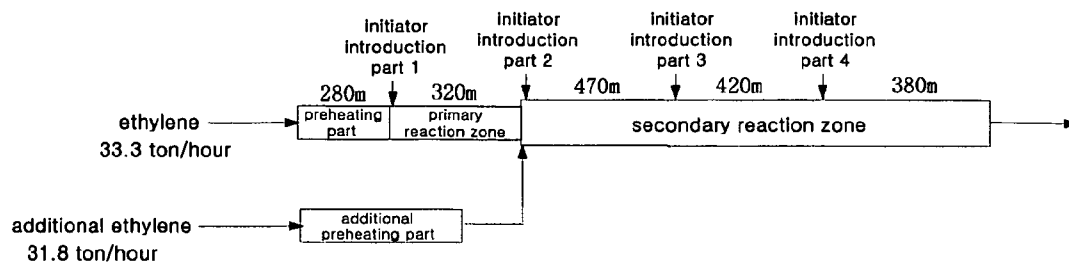 initiator
introduction
part 1
initiator
introduction
part 2
initiator
introduction
part 3
initiator
introduction
part 4
280m
320m
470m
420m
380m
ethylene
33.3 ton/hour
preheating
part
primary
reaction zone
secondary reaction zone
additional ethylene
31.8 ton/hour
additional
preheating part